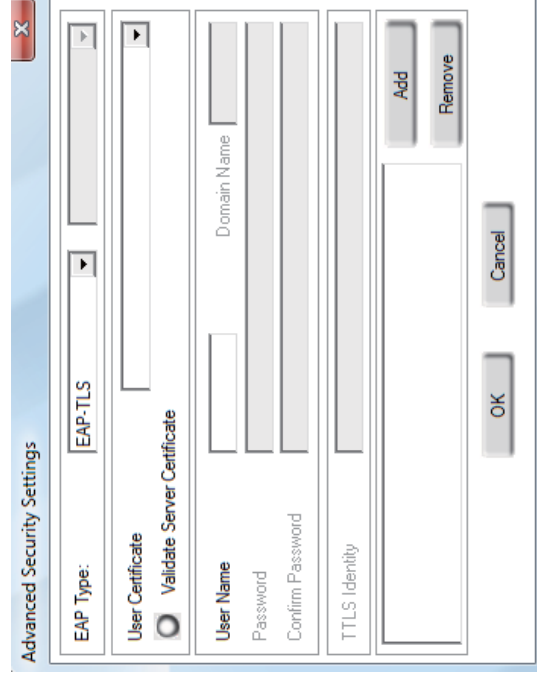 Advanced Security Settings
EAP Type: EAP-TLS
User Certificate
Validate Server Certificate
User Name Domain Name
Password
Confirm Password
TTLS Identity
Add
Remove
OK Cancel